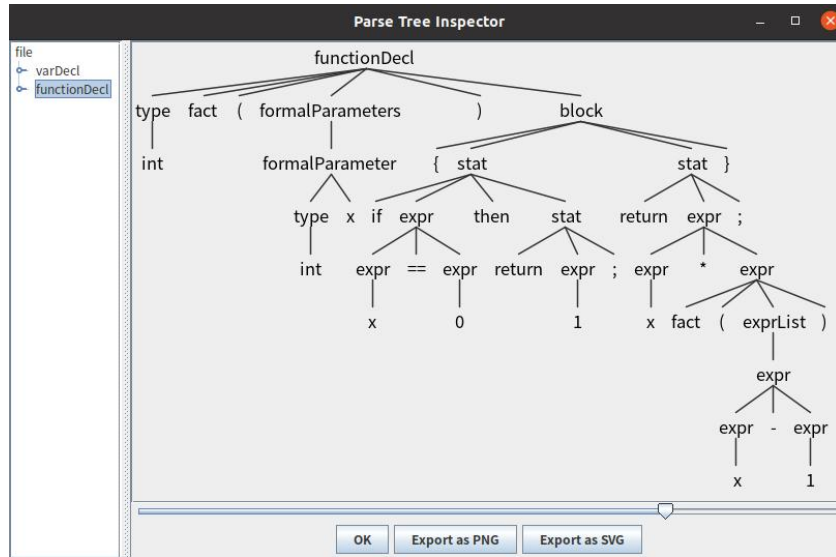 Parse Tree Inspector
file
varDecl
functionDecl
functionDecl
type fact ( formalParameters ) block
int formalParameter { stat stat }
type x if expr then stat return expr ;
int expr == expr return expr ; expr * expr
x 0 1 x fact ( exprList )
expr
expr - expr
x 1
OK Export as PNG Export as SVG